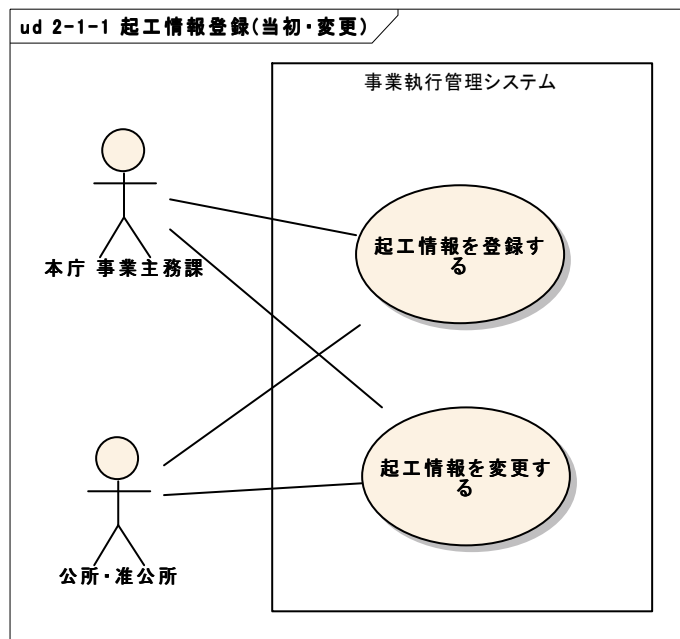 ud 2-1-1 起工情報登録(当初・変更)
事業執行管理システム
起工情報を登録す
る
本庁 事業主務課
起工情報を変更す
る
公所・准公所